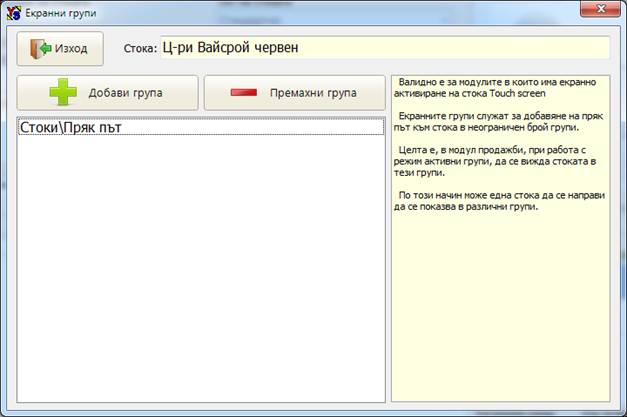 Екранни групи
Изход
Стока: Ц-ри Вайсрой червен
Добави група
Премахни група
Стоки\Пряк път
Валидно е за модулите в които има екранно
активиране на стока Touch screen
Екранните групи служат за добавяне на пряк
път към стока в неограничен брой групи.
Целта е, в модул продажби, при работа с
режим активни групи, да се вижда стоката в
тези групи.
По този начин може една стока да се направи
да се показва в различни групи.